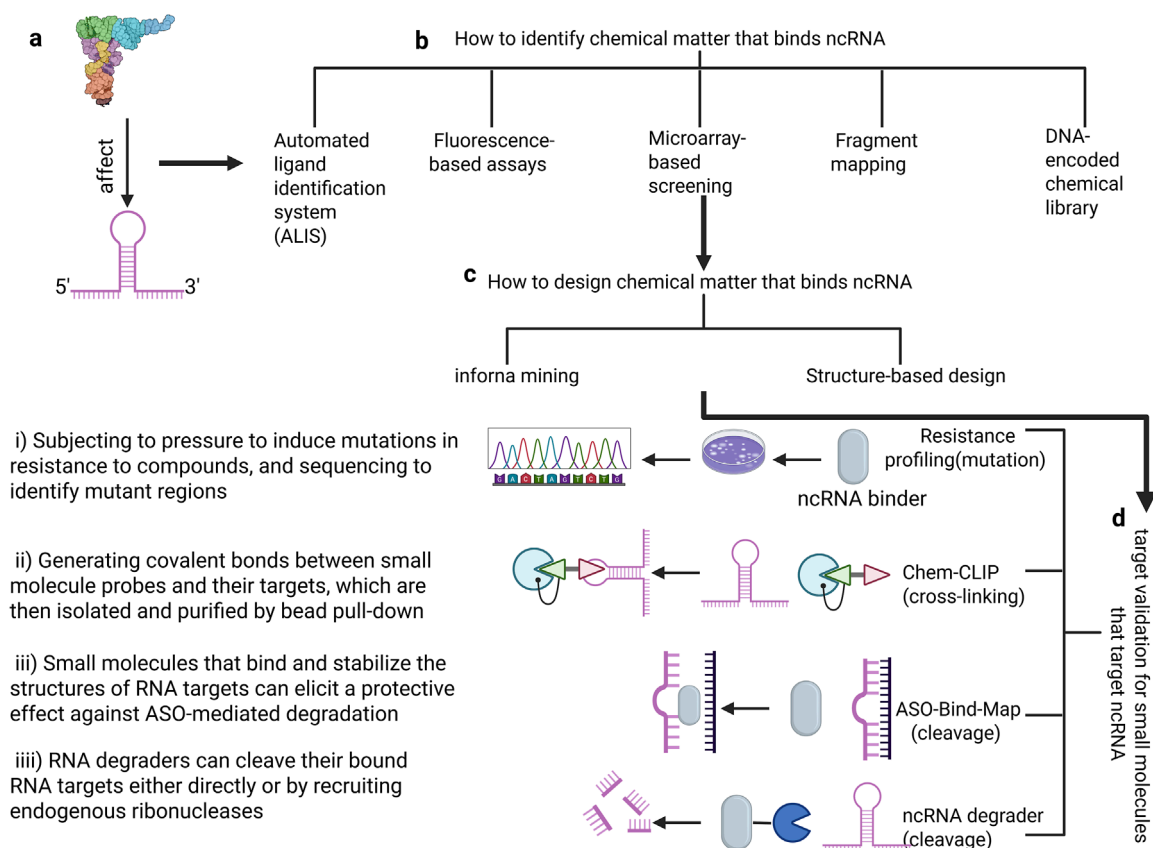 a
affect
5'
3'
b
How to identify chemical matter that binds ncRNA
Automated
ligand
identification
system
(ALIS)
Fluorescence-
based assays
Microarray-
based
screening
Fragment
mapping
DNA-
encoded
chemical
library
c
How to design chemical matter that binds ncRNA
inforna mining
Structure-based design
i) Subjecting to pressure to induce mutations in
resistance to compounds, and sequencing to
identify mutant regions
G A C T A G T C T G
ncRNA binder
Resistance
profiling(mutation)
d
target validation for small molecules
that target ncRNA
ii) Generating covalent bonds between small
molecule probes and their targets, which are
then isolated and purified by bead pull-down
Chem-CLIP
(cross-linking)
iii) Small molecules that bind and stabilize the
structures of RNA targets can elicit a protective
effect against ASO-mediated degradation
ASO-Bind-Map
(cleavage)
iiii) RNA degraders can cleave their bound
RNA targets either directly or by recruiting
endogenous ribonucleases
ncRNA degrader
(cleavage)